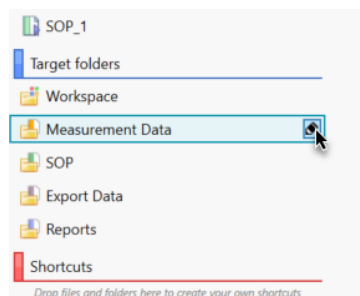 SOP_1
Target folders
Workspace
Measurement Data
SOP
Export Data
Reports
Shortcuts
Drop files and folders here to create your own shortcuts